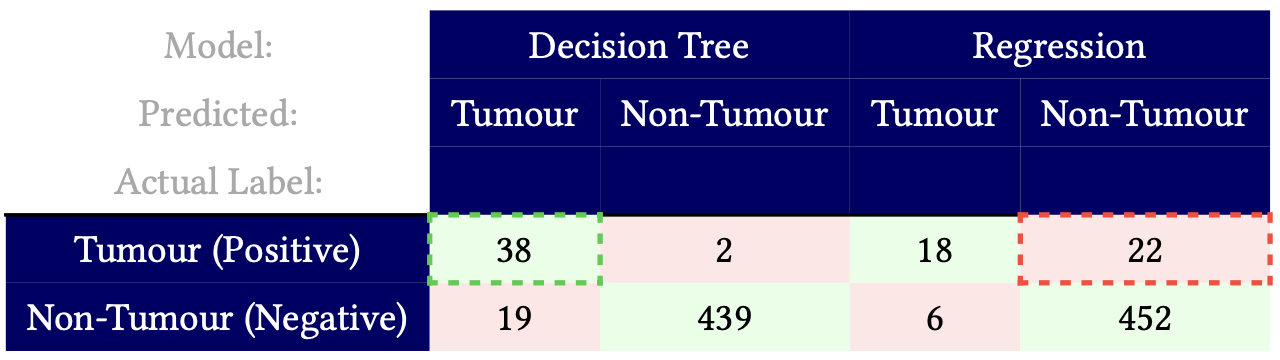 Model: Decision Tree Regression
Predicted: Tumour Non-Tumour Tumour Non-Tumour
Actual Label:
Tumour (Positive) 38 2 18 22
Non-Tumour (Negative) 19 439 6 452